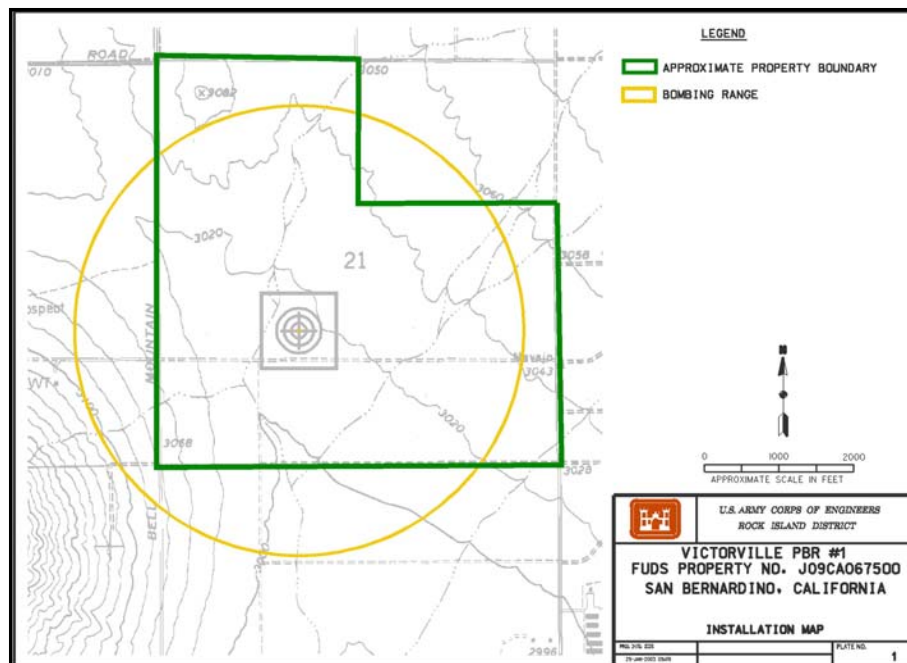 LEGEND
APPROXIMATE PROPERTY BOUNDARY
BOMBING RANGE
ROAD
3050
3082
3060
3020
21
3058
MOUNTAIN
3043
3020
3068
3028
BELL
2996
N
0 1000 2000
APPROXIMATE SCALE IN FEET
U.S. ARMY CORPS OF ENGINEERS
ROCK ISLAND DISTRICT
VICTORVILLE PBR #1
FUDS PROPERTY NO. J09CA067500
SAN BERNARDINO, CALIFORNIA
INSTALLATION MAP
PLATE NO.
1